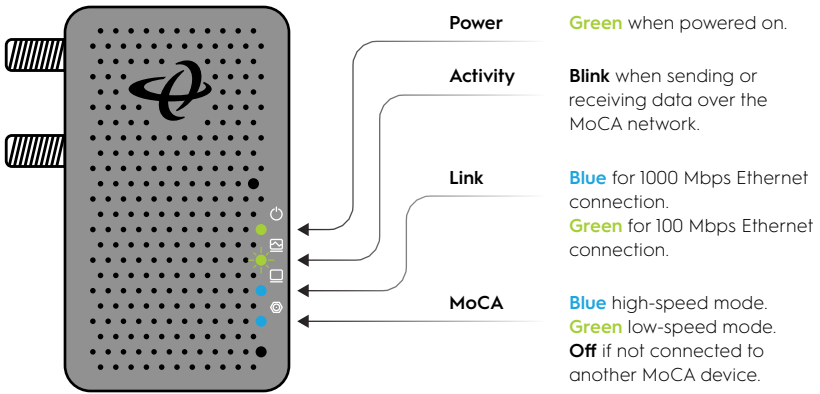 Power
Green when powered on.
Activity
Blink when sending or
receiving data over the
MoCA network.
Link
Blue for 1000 Mbps Ethernet
connection.
Green for 100 Mbps Ethernet
connection.
MoCA
Blue high-speed mode.
Green low-speed mode.
Off if not connected to
another MoCA device.